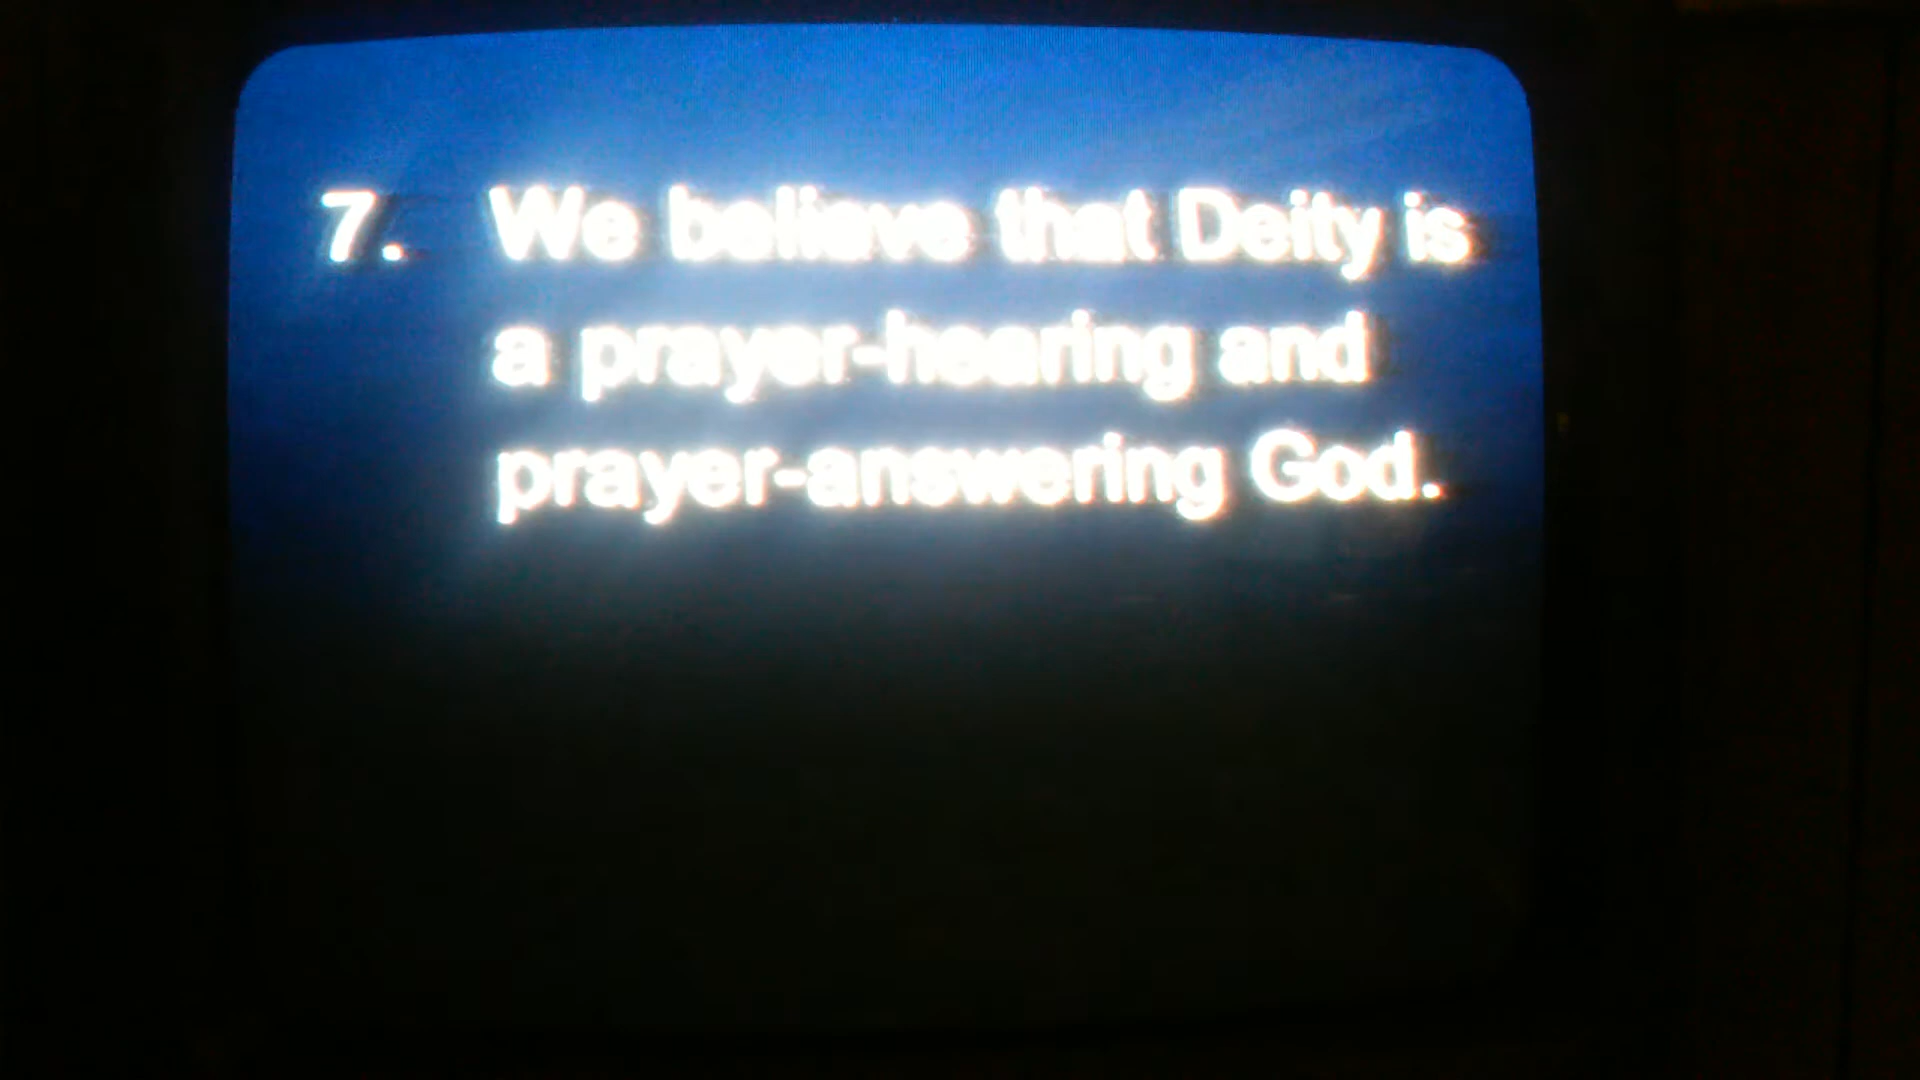 7. We believe that Deity is
a prayer-hearing and
prayer-answering God.